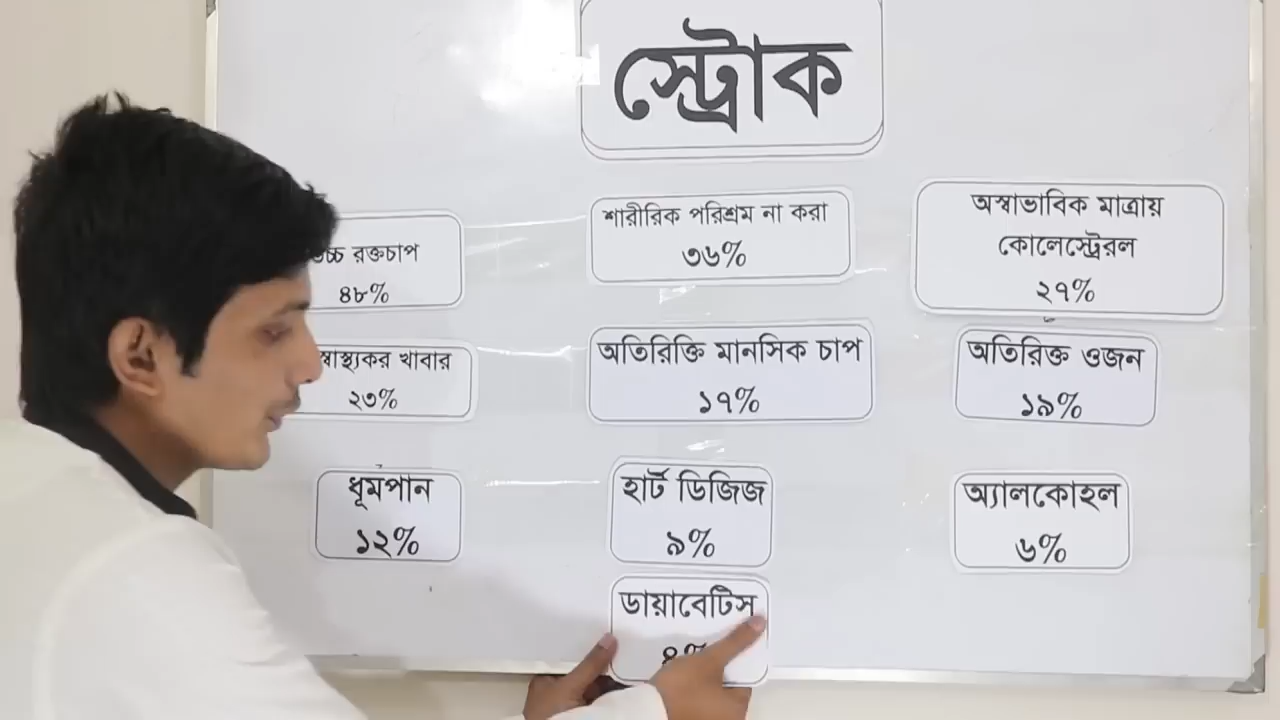 স্ট্রোক
রক্তচাপ
৪৮%
শারীরিক পরিশ্রম না করা
৩৬%
অস্বাভাবিক মাত্রায়
কোলেস্ট্রেরল
২৭%
খাবার
২৩%
অতিরিক্তি মানসিক চাপ
১৭%
অতিরিক্ত ওজন
১৯%
ধূমপান
১২%
হার্ট ডিজিজ
৯%
অ্যালকোহল
৬%
ডায়াবেটিস
৪%